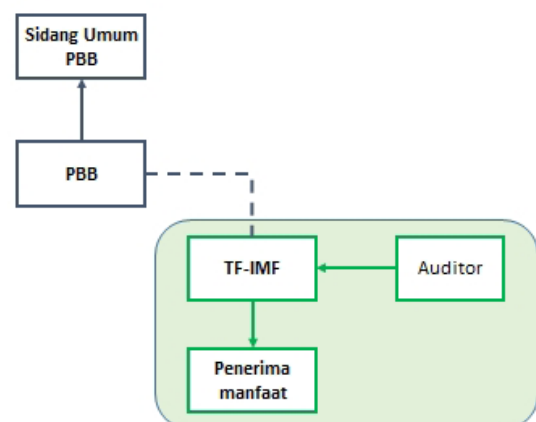 Sidang Umum
PBB
PBB
TF-IMF
Auditor
Penerima
manfaat